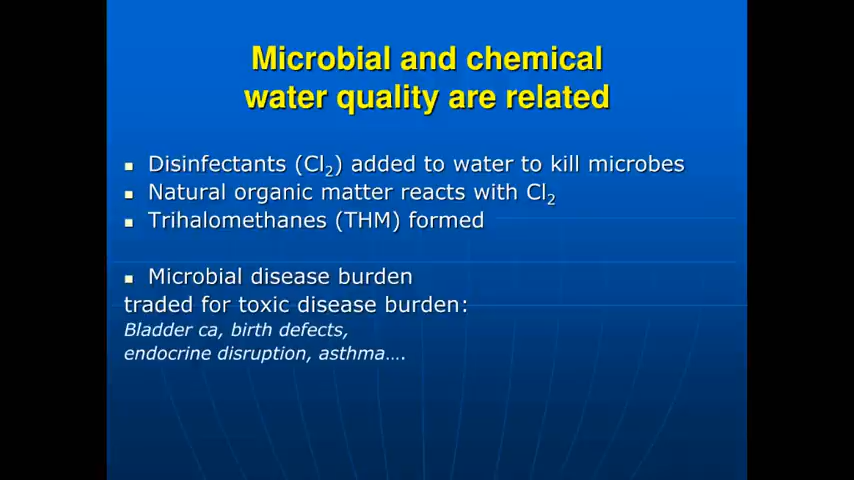 Microbial and chemical
water quality are related
▪ Disinfectants (Cl₂) added to water to kill microbes
▪ Natural organic matter reacts with Cl₂
▪ Trihalomethanes (THM) formed
▪ Microbial disease burden
traded for toxic disease burden:
Bladder ca, birth defects,
endocrine disruption, asthma….